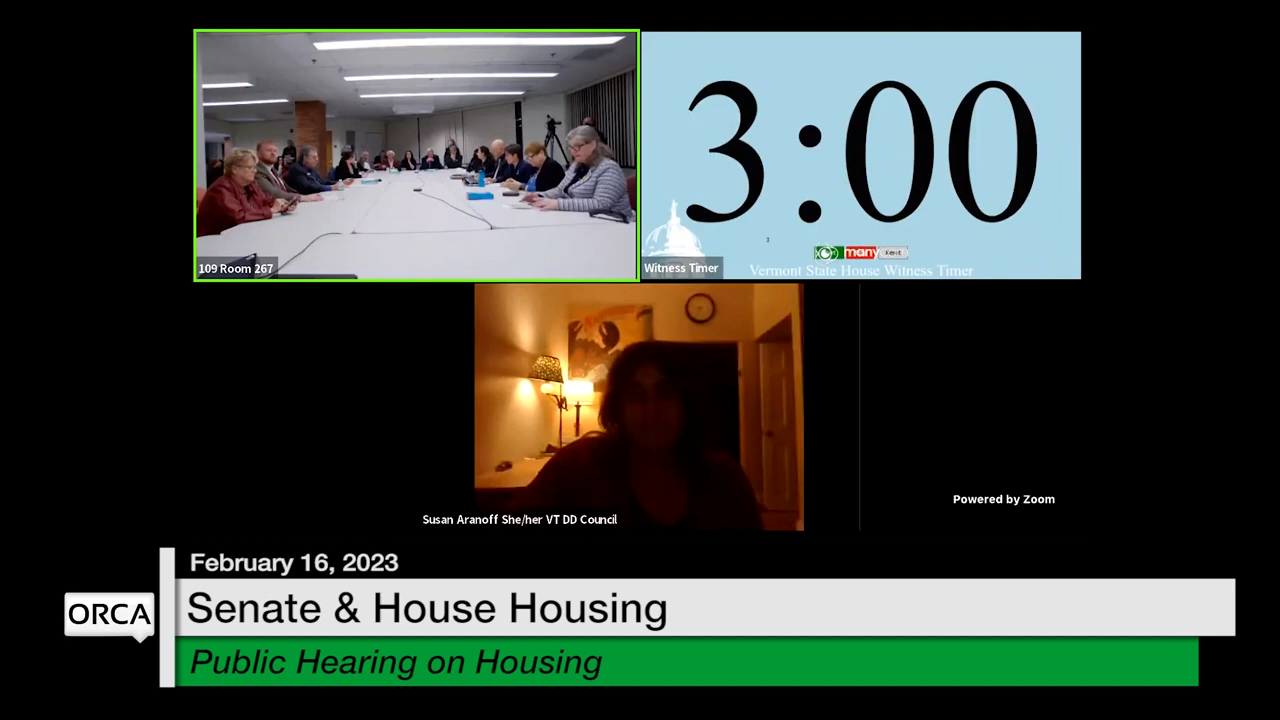 3:00
109 Room 267
Witness Timer
many
Vermont State House Witness Timer
Susan Aranoff She/her VT DD Council
Powered by Zoom
February 16, 2023
ORCA
Senate & House Housing
Public Hearing on Housing